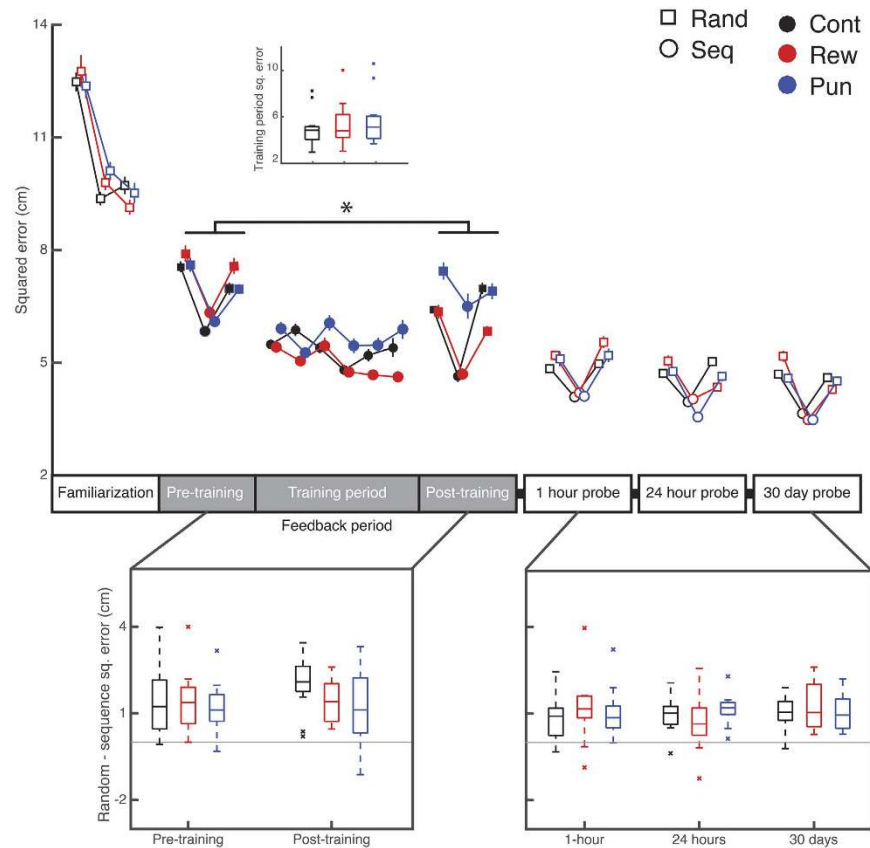 14
11
8
5
2
Squared error (cm)
Rand
Seq
Cont
Rew
Pun
10
6
2
Training period sq. error
*
Familiarization
Pre-training
Training period
Post-training
1 hour probe
24 hour probe
30 day probe
Feedback period
Random - sequence sq. error (cm)
4
1
-2
Pre-training
Post-training
1-hour
24 hours
30 days